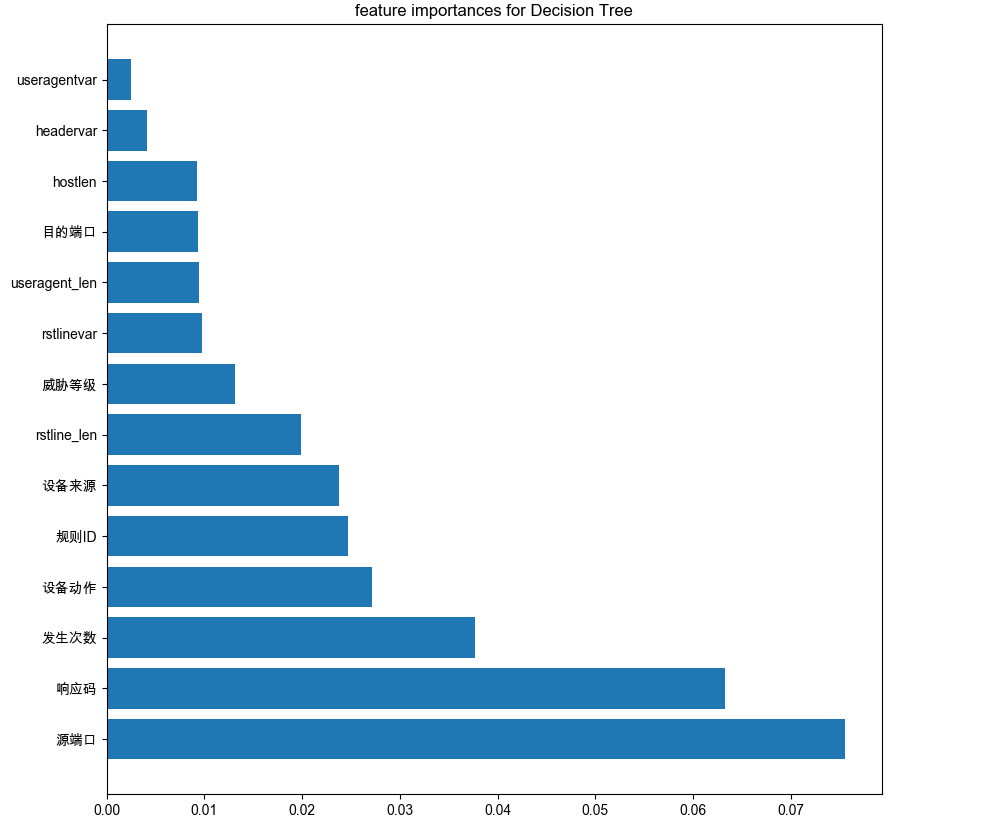 feature importances for Decision Tree
useragentvar
headervar
hostlen
目的端口
useragent_len
rstlinevar
威胁等级
rstline_len
设备来源
规则ID
设备动作
发生次数
响应码
源端口
0.00 0.01 0.02 0.03 0.04 0.05 0.06 0.07